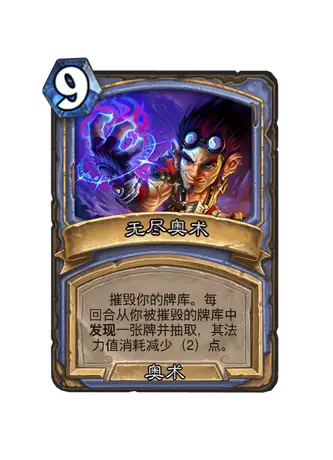 9
无尽奥术
摧毁你的牌库。每
回合从你被摧毁的牌库中
发现一张牌并抽取，其法
力值消耗减少（2）点。
奥术